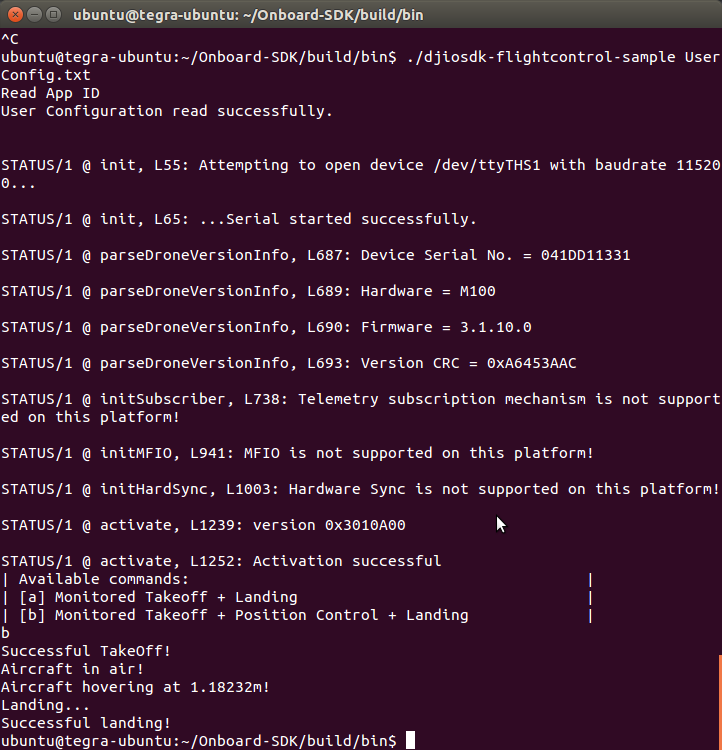 ubuntu@tegra-ubuntu: ~/Onboard-SDK/build/bin
^C
ubuntu@tegra-ubuntu:~/Onboard-SDK/build/bin$ ./djiosdk-flightcontrol-sample User
Config.txt
Read App ID
User Configuration read successfully.
STATUS/1 @ init, L55: Attempting to open device /dev/ttyTHS1 with baudrate 11520
0...
STATUS/1 @ init, L65: ...Serial started successfully.
STATUS/1 @ parseDroneVersionInfo, L687: Device Serial No. = 041DD11331
STATUS/1 @ parseDroneVersionInfo, L689: Hardware = M100
STATUS/1 @ parseDroneVersionInfo, L690: Firmware = 3.1.10.0
STATUS/1 @ parseDroneVersionInfo, L693: Version CRC = 0xA6453AAC
STATUS/1 @ initSubscriber, L738: Telemetry subscription mechanism is not support
ed on this platform!
STATUS/1 @ initMFIO, L941: MFIO is not supported on this platform!
STATUS/1 @ initHardSync, L1003: Hardware Sync is not supported on this platform!
STATUS/1 @ activate, L1239: version 0x3010A00
STATUS/1 @ activate, L1252: Activation successful
| Available commands:                                            |
| [a] Monitored Takeoff + Landing                                |
| [b] Monitored Takeoff + Position Control + Landing             |
b
Successful TakeOff!
Aircraft in air!
Aircraft hovering at 1.18232m!
Landing...
Successful landing!
ubuntu@tegra-ubuntu:~/Onboard-SDK/build/bin$